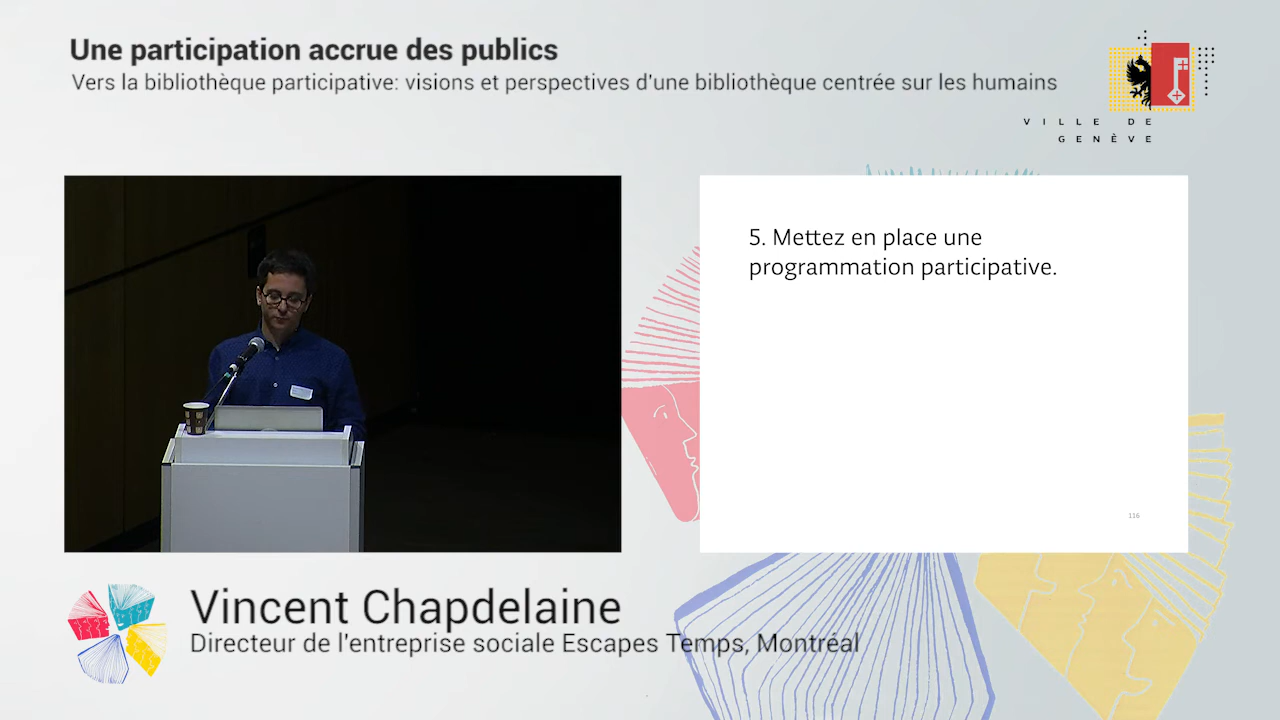 Une participation accrue des publics
Vers la bibliothèque participative: visions et perspectives d'une bibliothèque centrée sur les humains
VILLE DE
GENÈVE
5. Mettez en place une
programmation participative.
116
Vincent Chapdelaine
Directeur de l'entreprise sociale Escapes Temps, Montréal